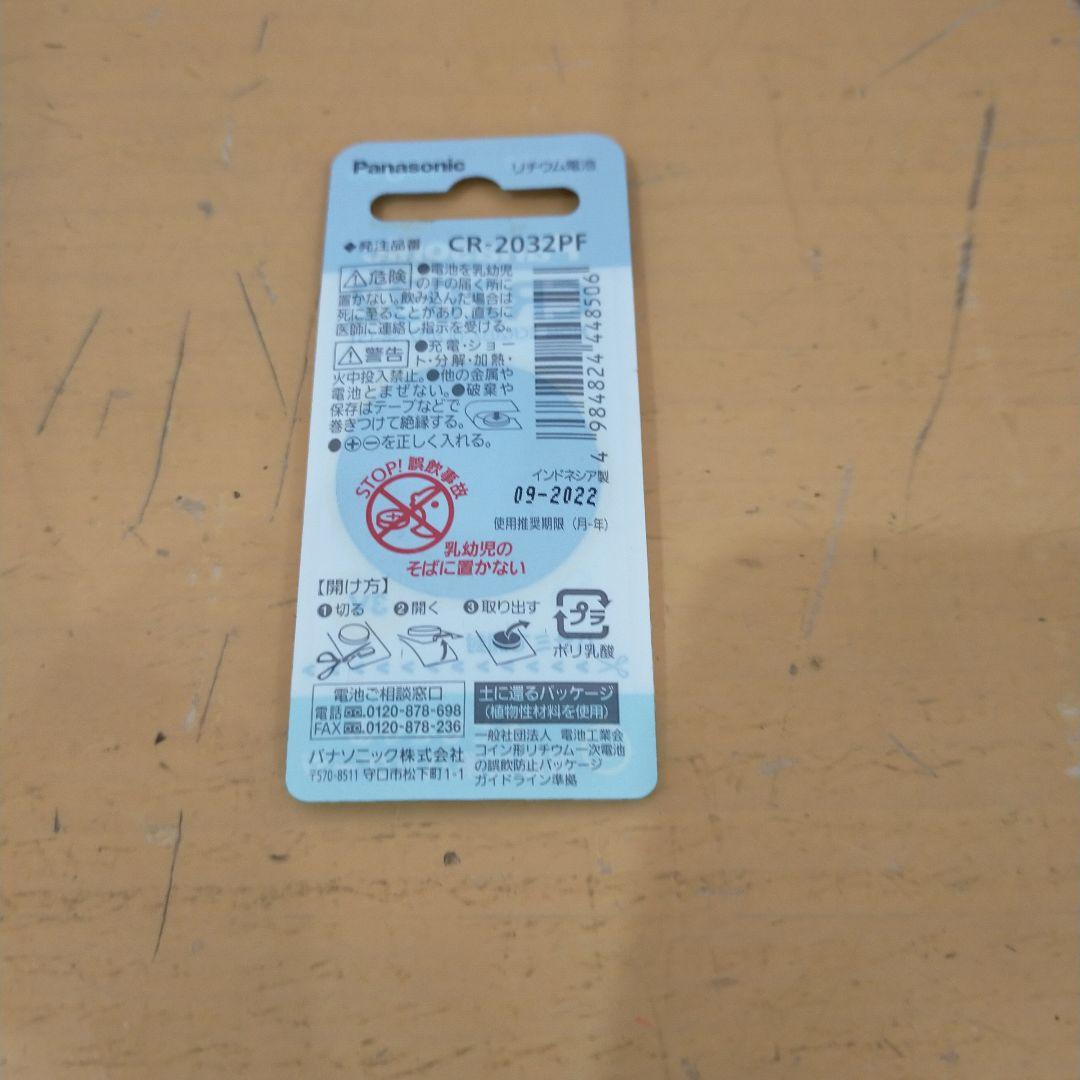 Panasonic リチウム電池
◆発注品番 CR-2032PF
⚠危険 ●電池を乳幼児
の手の届く所に
置かない。飲み込んだ場合は
死に至ることがあり、直ちに
医師に連絡し指示を受ける。
⚠警告 ●充電・ショー
ト・分解・加熱・
火中投入禁止。●他の金属や
電池とまぜない。●破棄や
保存はテープなどで
巻きつけて絶縁する。
●⊕⊖を正しく入れる。
4 984824 448506
STOP! 誤飲事故
乳幼児の
そばに置かない
インドネシア製
09-2022
使用推奨期限 (月-年)
【開け方】
❶切る ❷開く ❸取り出す
プラ
ポリ乳酸
電池ご相談窓口
電話 0120-878-698
FAX 0120-878-236
パナソニック株式会社
〒570-8511 守口市松下町1-1
土に還るパッケージ
(植物性材料を使用)
一般社団法人 電池工業会
コイン形リチウム一次電池
の誤飲防止パッケージ
ガイドライン準拠